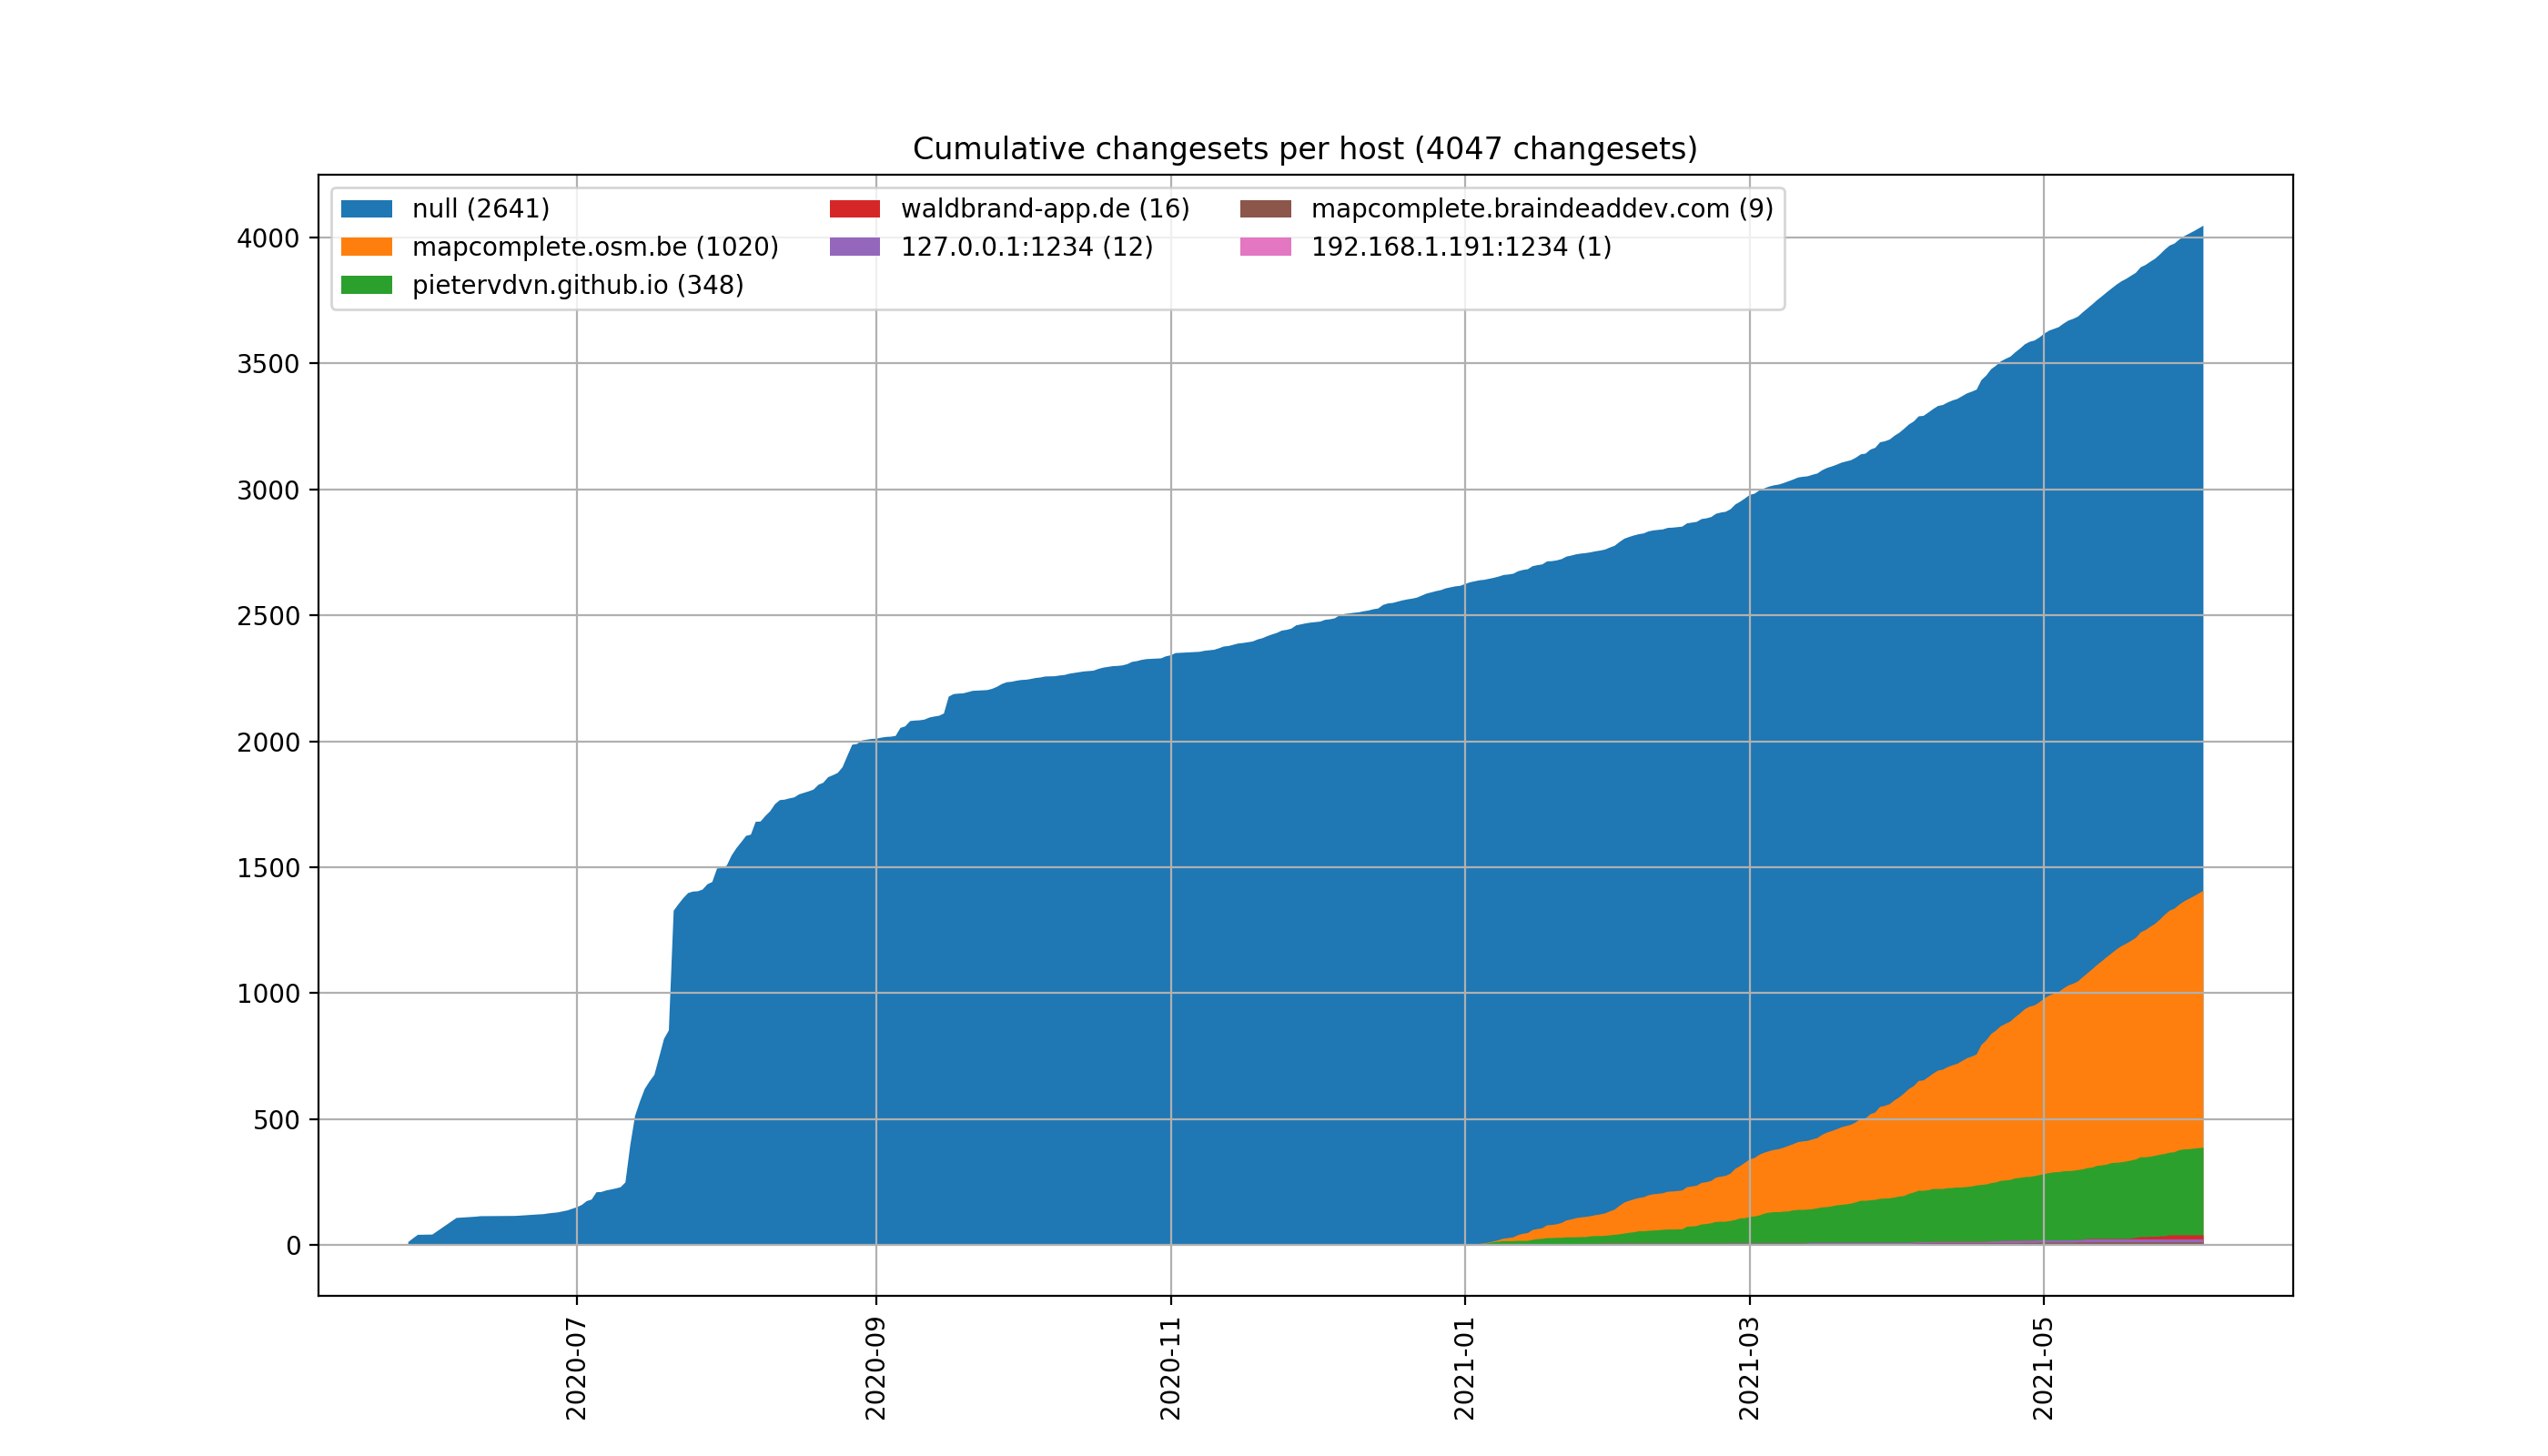 Cumulative changesets per host (4047 changesets)
null (2641)
mapcomplete.osm.be (1020)
pietervdvn.github.io (348)
waldbrand-app.de (16)
127.0.0.1:1234 (12)
mapcomplete.braindeaddev.com (9)
192.168.1.191:1234 (1)
4000
3500
3000
2500
2000
1500
1000
500
0
2020-07
2020-09
2020-11
2021-01
2021-03
2021-05